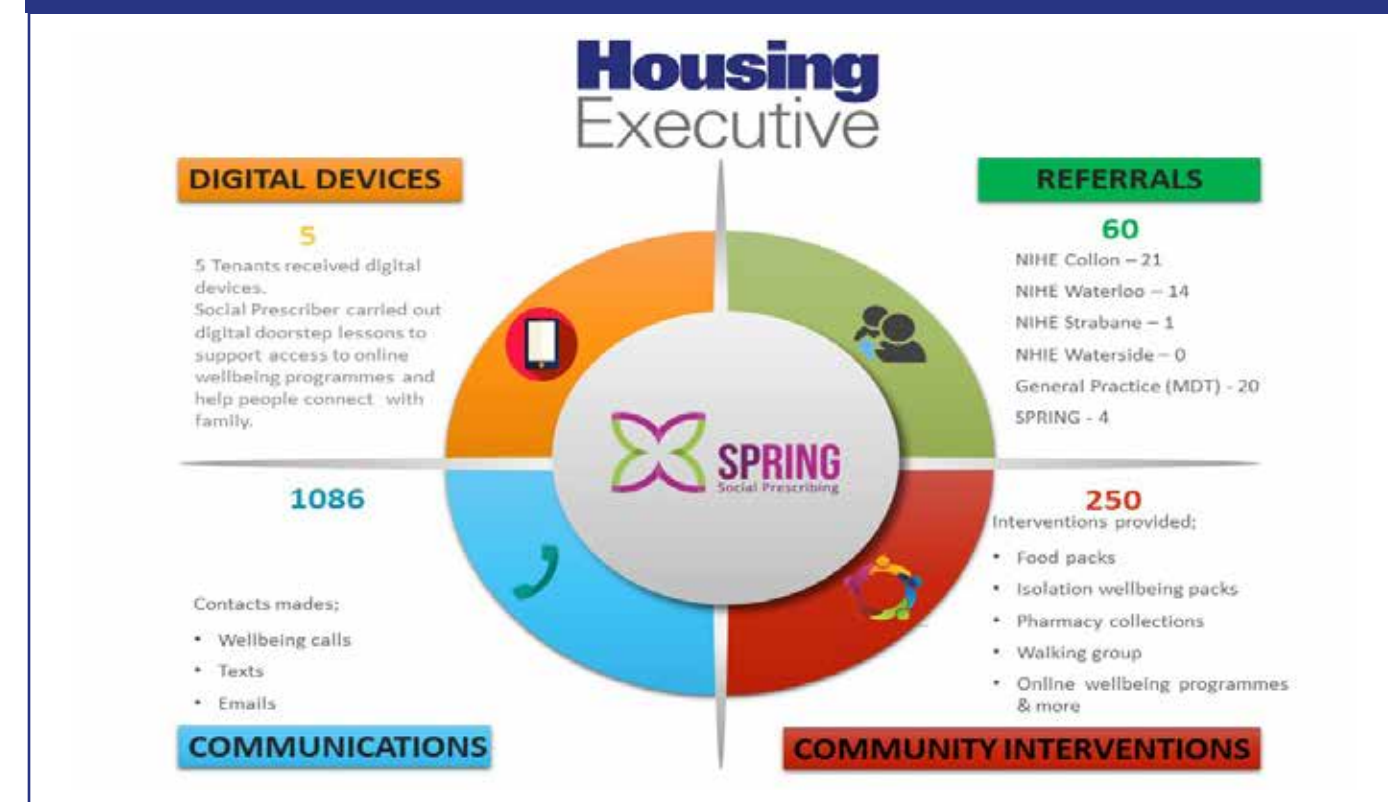 Housing
Executive
DIGITAL DEVICES
5
5 Tenants received digital
devices.
Social Prescriber carried out
digital doorstep lessons to
support access to online
wellbeing programmes and
help people connect with
family.
REFERRALS
60
NIHE Collon – 21
NIHE Waterloo – 14
NIHE Strabane – 1
NHIE Waterside – 0
General Practice (MDT) - 20
SPRING - 4
SPRING
Social Prescribing
1086
Contacts mades;
• Wellbeing calls
• Texts
• Emails
COMMUNICATIONS
250
Interventions provided;
• Food packs
• Isolation wellbeing packs
• Pharmacy collections
• Walking group
• Online wellbeing programmes
& more
COMMUNITY INTERVENTIONS